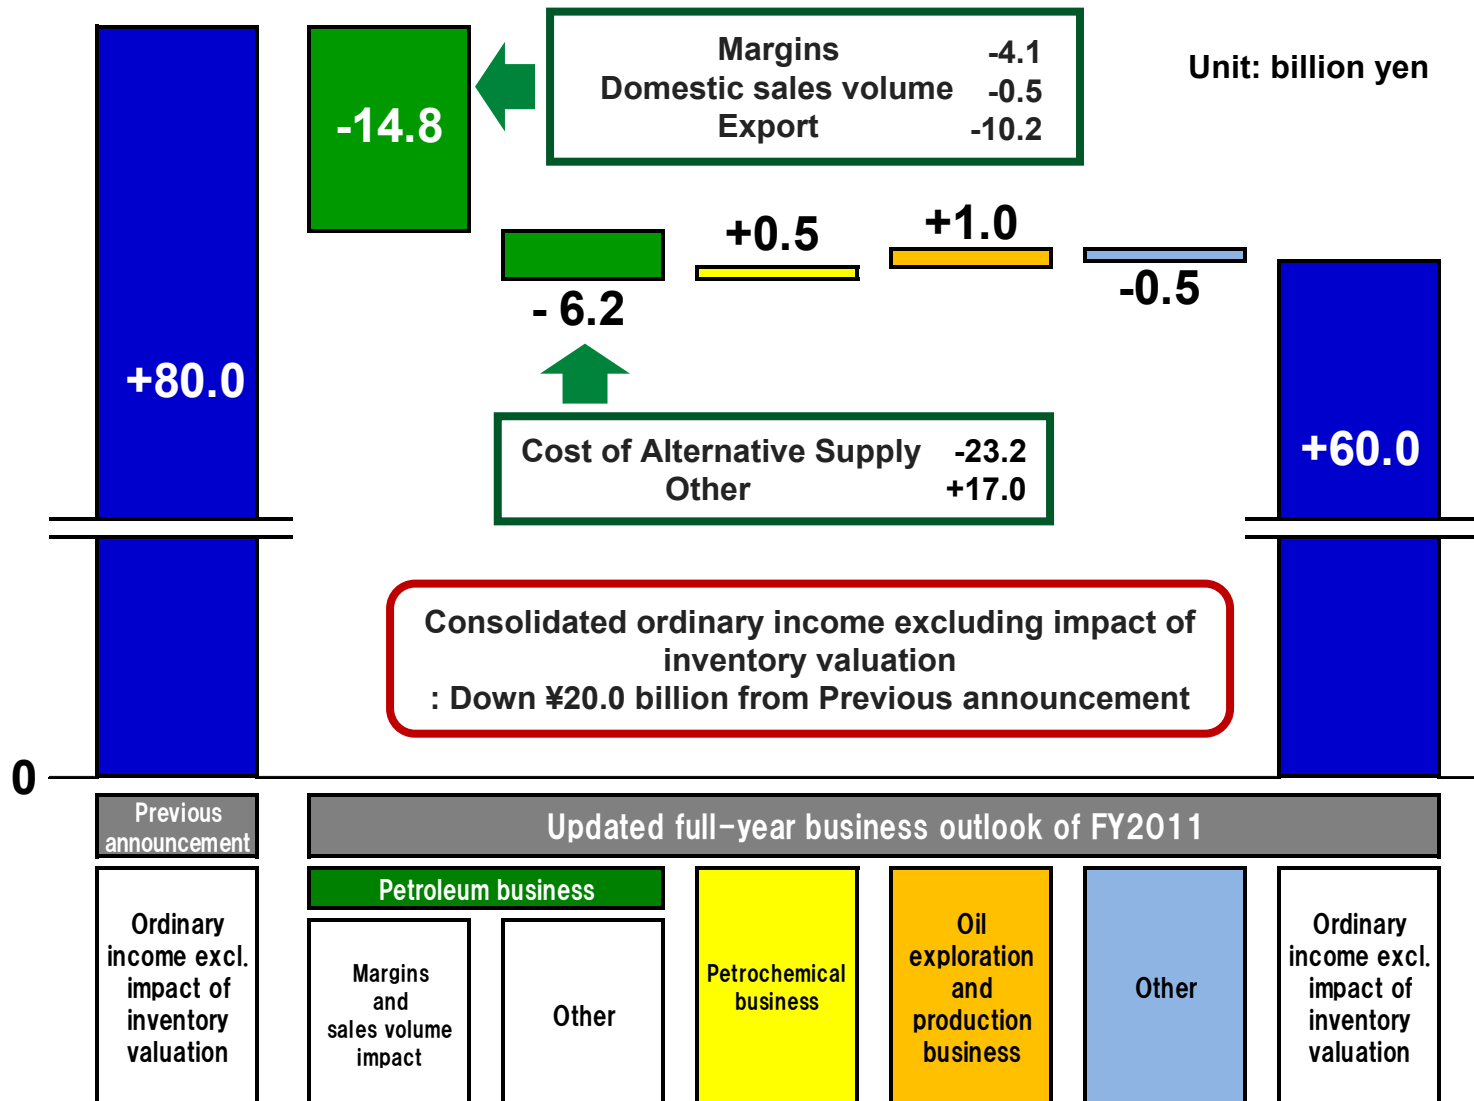 Unit: billion yen
Margins -4.1
Domestic sales volume -0.5
Export -10.2
-14.8
+0.5
+1.0
- 6.2
-0.5
+80.0
+60.0
Cost of Alternative Supply -23.2
Other +17.0
Consolidated ordinary income excluding impact of
inventory valuation
: Down ¥20.0 billion from Previous announcement
0
Previous
announcement
Updated full-year business outlook of FY2011
Ordinary
income excl.
impact of
inventory
valuation
Petroleum business
Margins
and
sales volume
impact
Other
Petrochemical
business
Oil
exploration
and
production
business
Other
Ordinary
income excl.
impact of
inventory
valuation